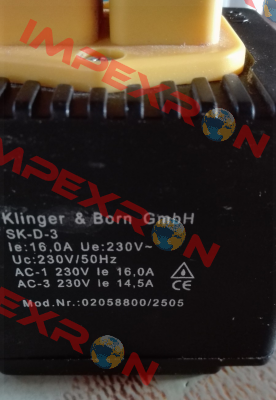 IMPEXRON
IMPEXRON
Klinger & Born GmbH
SK-D-3
Ie:16,0A Ue:230V~
Uc:230V/50Hz
AC-1 230V Ie 16,0A
AC-3 230V Ie 14,5A
CE
Mod.Nr.:02058800/2505
IMPEXRON